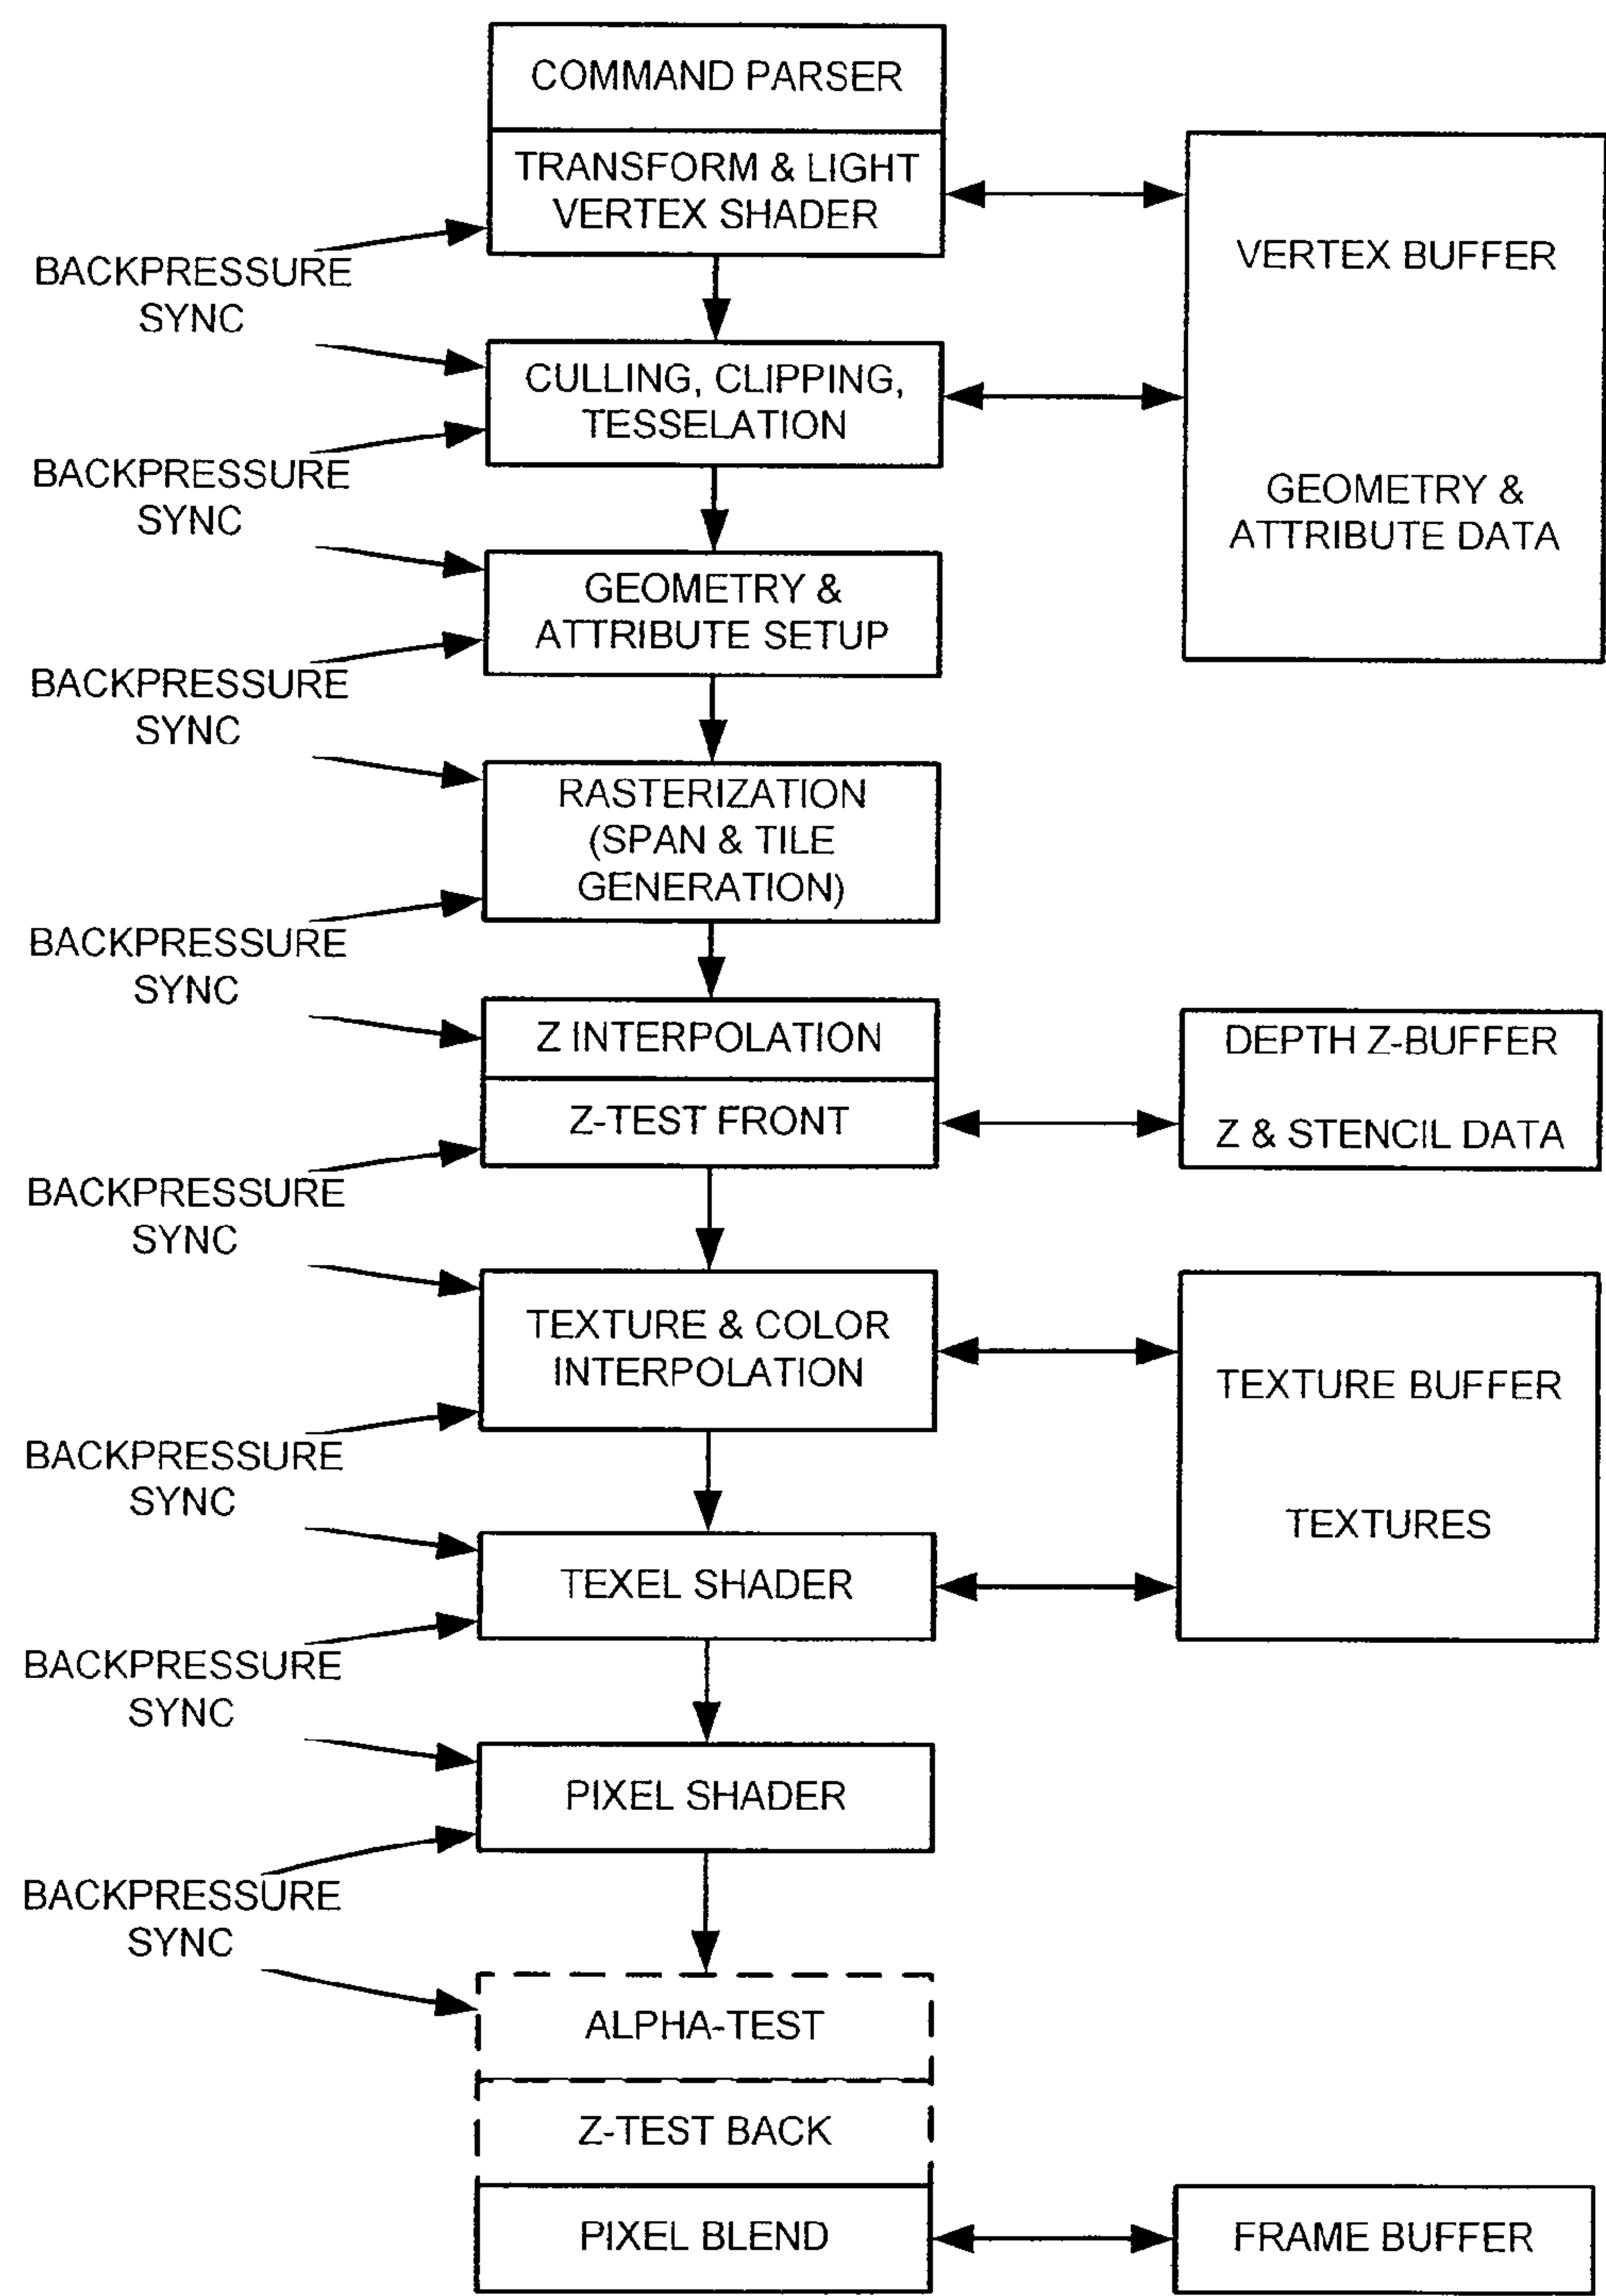 COMMAND PARSER
TRANSFORM & LIGHT
VERTEX SHADER
VERTEX BUFFER
BACKPRESSURE
SYNC
CULLING, CLIPPING,
TESSELATION
GEOMETRY &
ATTRIBUTE DATA
BACKPRESSURE
SYNC
GEOMETRY &
ATTRIBUTE SETUP
BACKPRESSURE
SYNC
RASTERIZATION
(SPAN & TILE
GENERATION)
BACKPRESSURE
SYNC
Z INTERPOLATION
Z-TEST FRONT
DEPTH Z-BUFFER
Z & STENCIL DATA
BACKPRESSURE
SYNC
TEXTURE & COLOR
INTERPOLATION
TEXTURE BUFFER
TEXTURES
BACKPRESSURE
SYNC
TEXEL SHADER
BACKPRESSURE
SYNC
PIXEL SHADER
BACKPRESSURE
SYNC
ALPHA-TEST
Z-TEST BACK
PIXEL BLEND
FRAME BUFFER